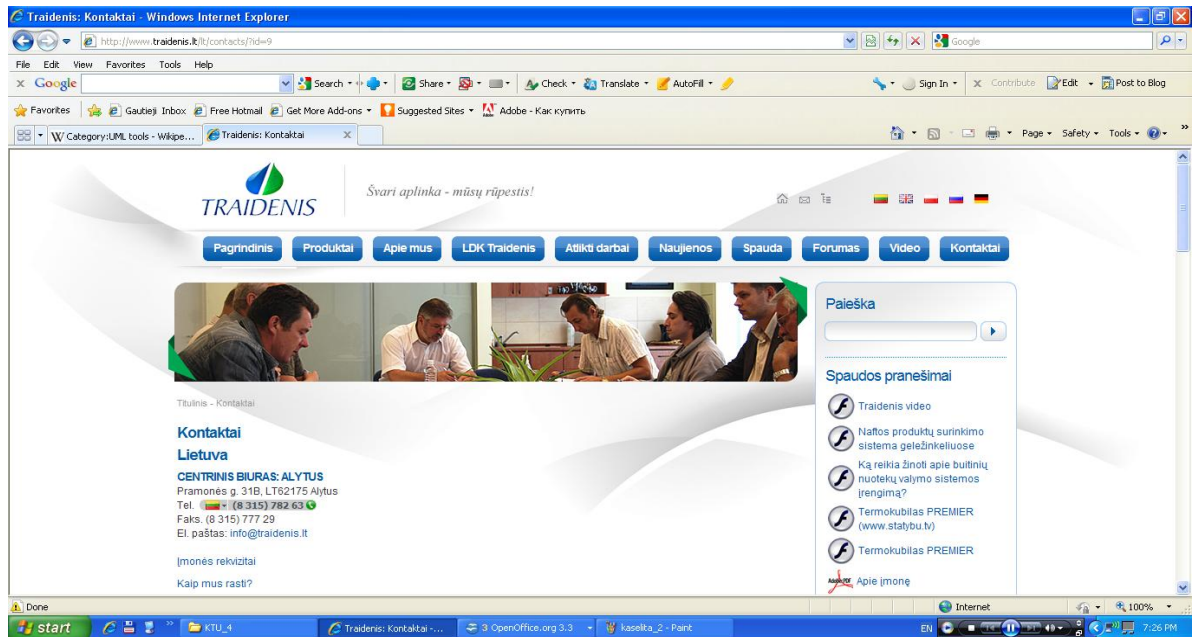 Traidenis: Kontaktai - Windows Internet Explorer
http://www.traidenis.lt/lt/contacts/?id=9
Google
File Edit View Favorites Tools Help
x Google Search Share Check Translate AutoFill Sign In x Contribute Edit Post to Blog
Favorites Gautieji Inbox Free Hotmail Get More Add-ons Suggested Sites Adobe - Как купить
W Category:UML tools - Wikipe... Traidenis: Kontaktai x Page Safety Tools »
TRAIDENIS
Švari aplinka - mūsų rūpestis!
Pagrindinis Produktai Apie mus LDK Traidenis Atlikti darbai Naujienos Spauda Forumas Video Kontaktai
Titulinis - Kontaktai
Kontaktai
Lietuva
CENTRINIS BIURAS: ALYTUS
Pramonės g. 31B, LT62175 Alytus
Tel. (8 315) 782 63
Faks. (8 315) 777 29
El. paštas: info@traidenis.lt
Įmonės rekvizitai
Kaip mus rasti?
Paieška
Spaudos pranešimai
Traidenis video
Naftos produktų surinkimo
sistema geležinkeliuose
Ką reikia žinoti apie buitinių
nuotekų valymo sistemos
įrengimą?
Termokubilas PREMIER
(www.statybu.tv)
Termokubilas PREMIER
Adobe PDF Apie įmonę
Done Internet 100%
start » KTU_4 Traidenis: Kontaktai -... 3 OpenOffice.org 3.3 kaselita_2 - Paint EN 7:26 PM